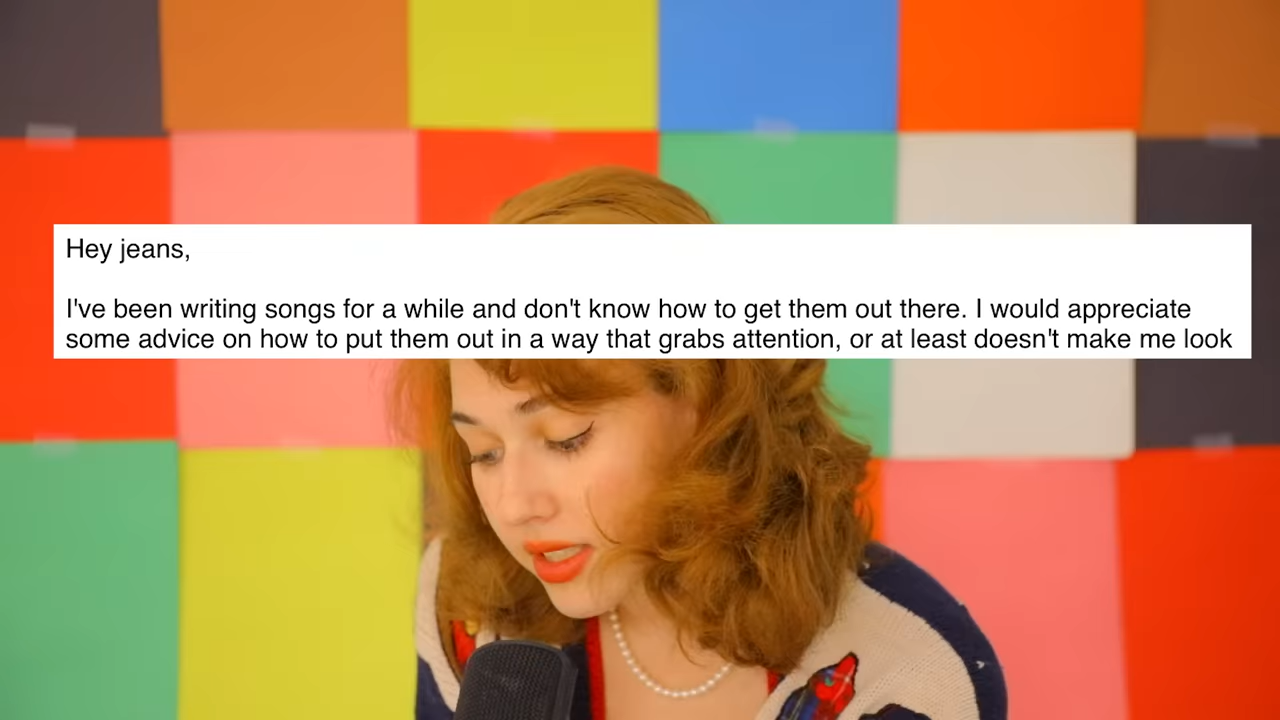 Hey jeans,
I've been writing songs for a while and don't know how to get them out there. I would appreciate
some advice on how to put them out in a way that grabs attention, or at least doesn't make me look